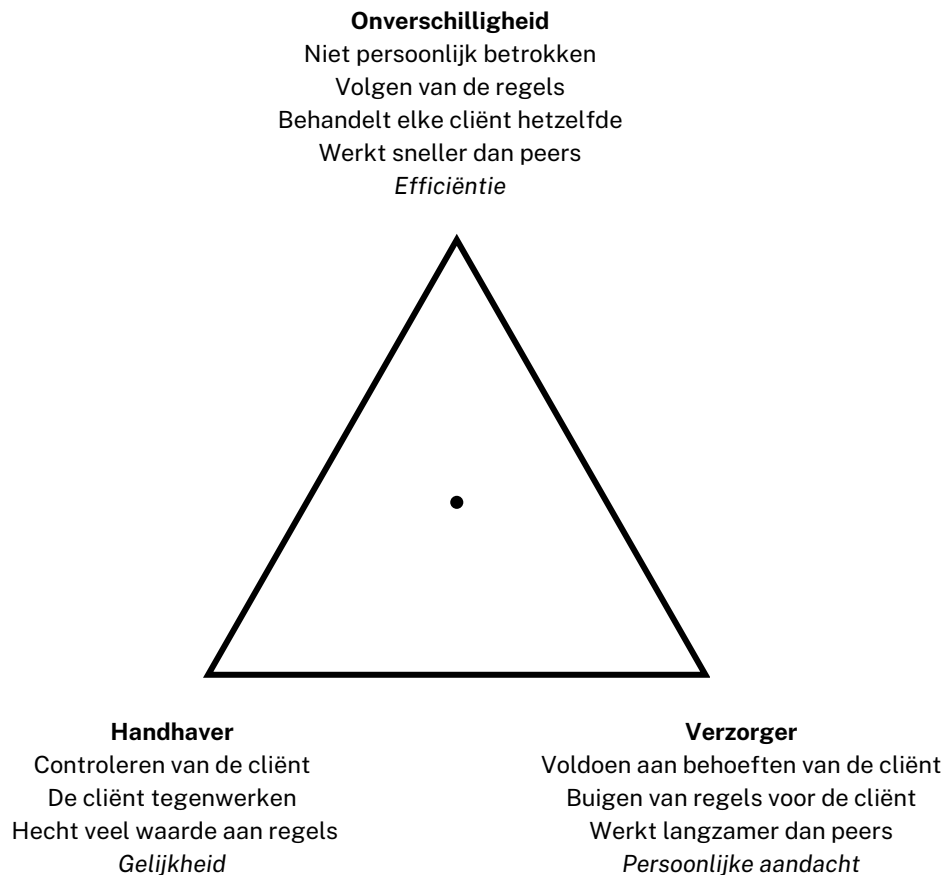 Onverschilligheid
Niet persoonlijk betrokken
Volgen van de regels
Behandelt elke cliënt hetzelfde
Werkt sneller dan peers
Efficiëntie
Handhaver
Controleren van de cliënt
De cliënt tegenwerken
Hecht veel waarde aan regels
Gelijkheid
Verzorger
Voldoen aan behoeften van de cliënt
Buigen van regels voor de cliënt
Werkt langzamer dan peers
Persoonlijke aandacht